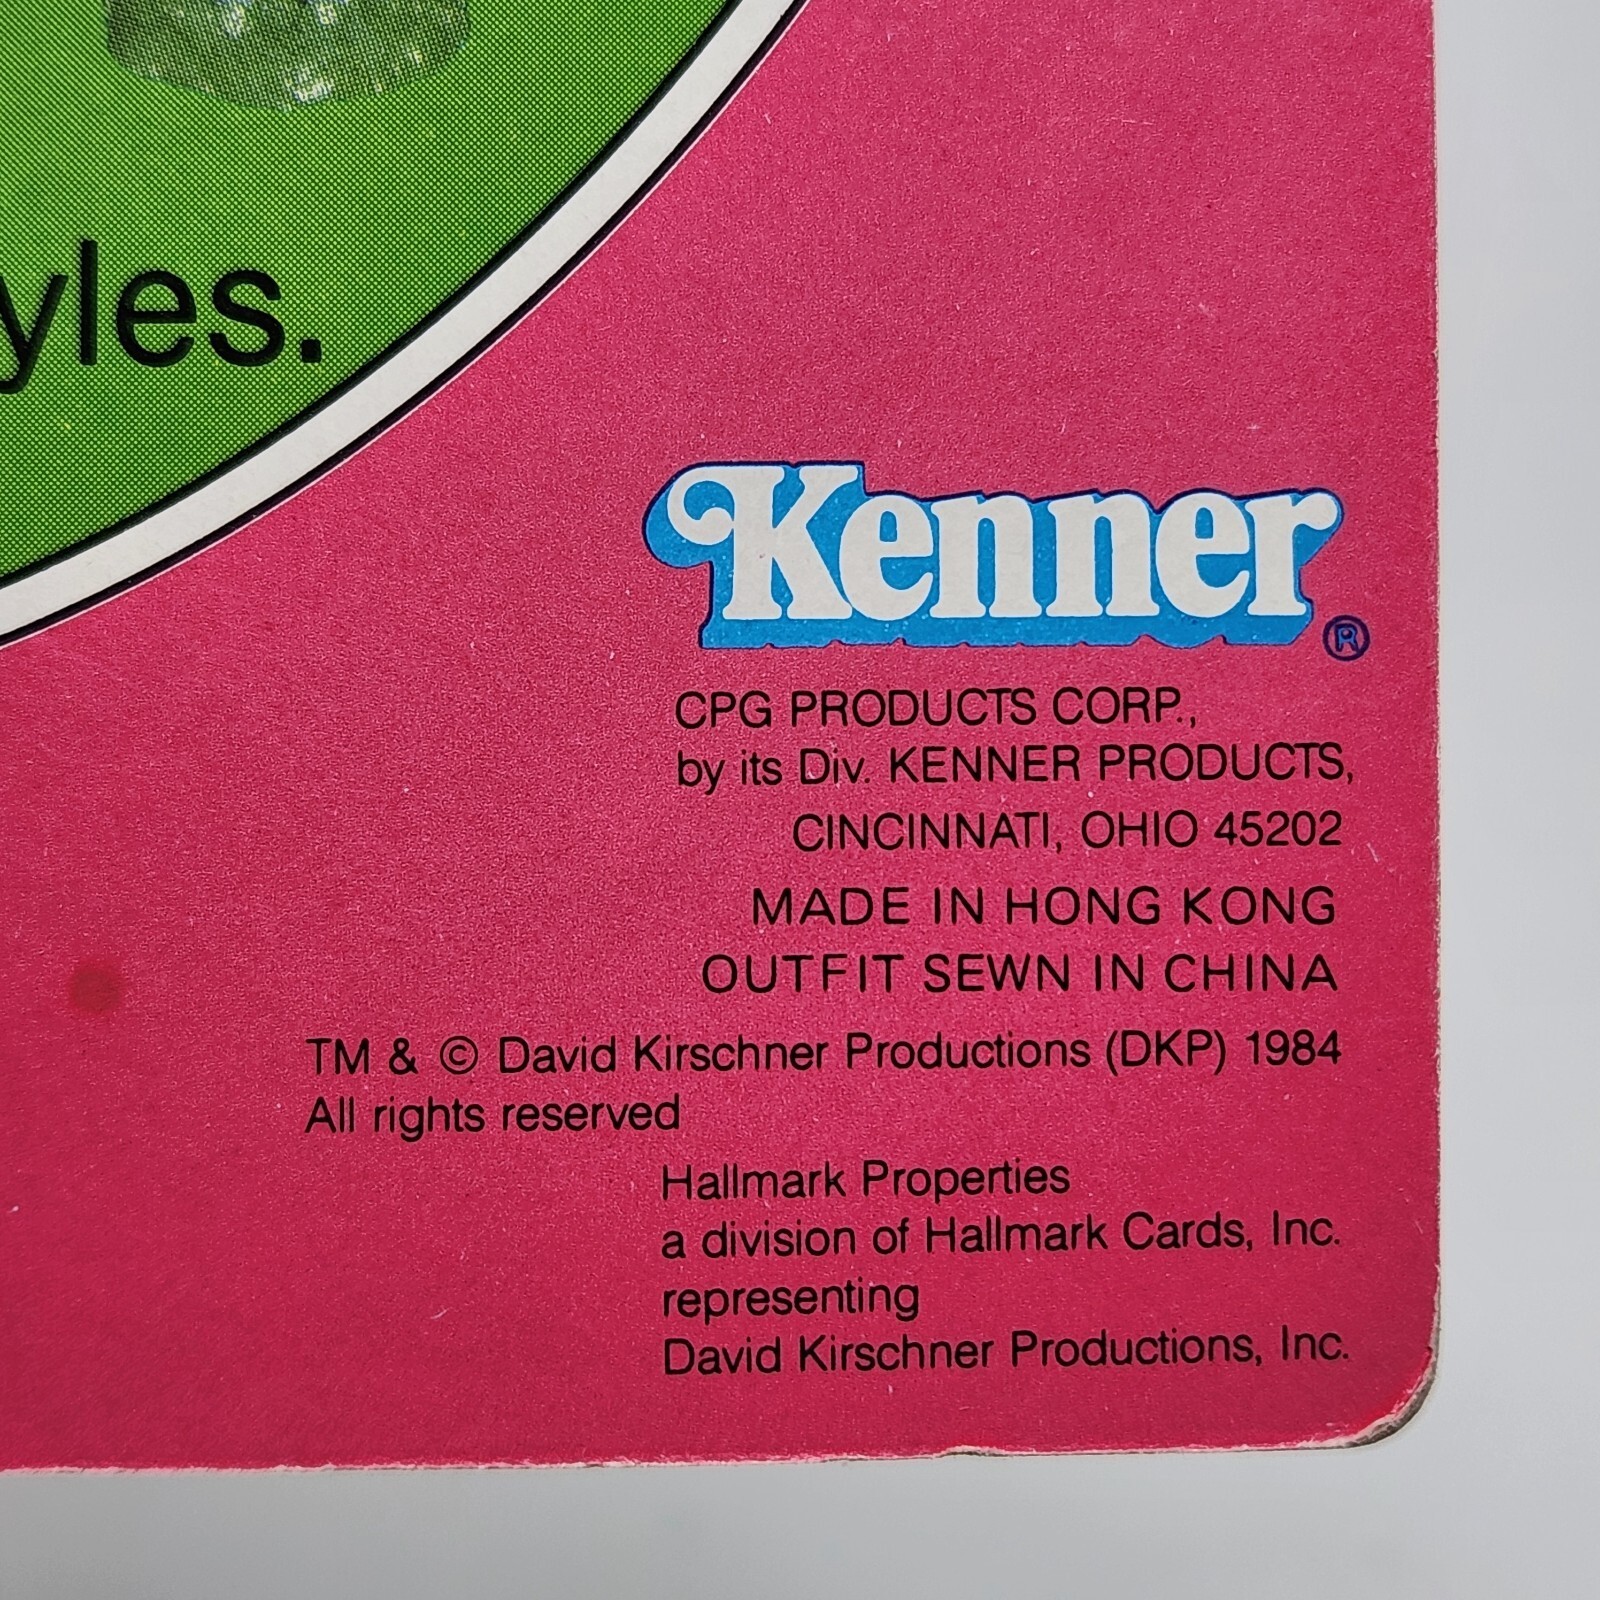 yles.
Kenner®
CPG PRODUCTS CORP.,
by its Div. KENNER PRODUCTS,
CINCINNATI, OHIO 45202
MADE IN HONG KONG
OUTFIT SEWN IN CHINA
TM & © David Kirschner Productions (DKP) 1984
All rights reserved
Hallmark Properties
a division of Hallmark Cards, Inc.
representing
David Kirschner Productions, Inc.